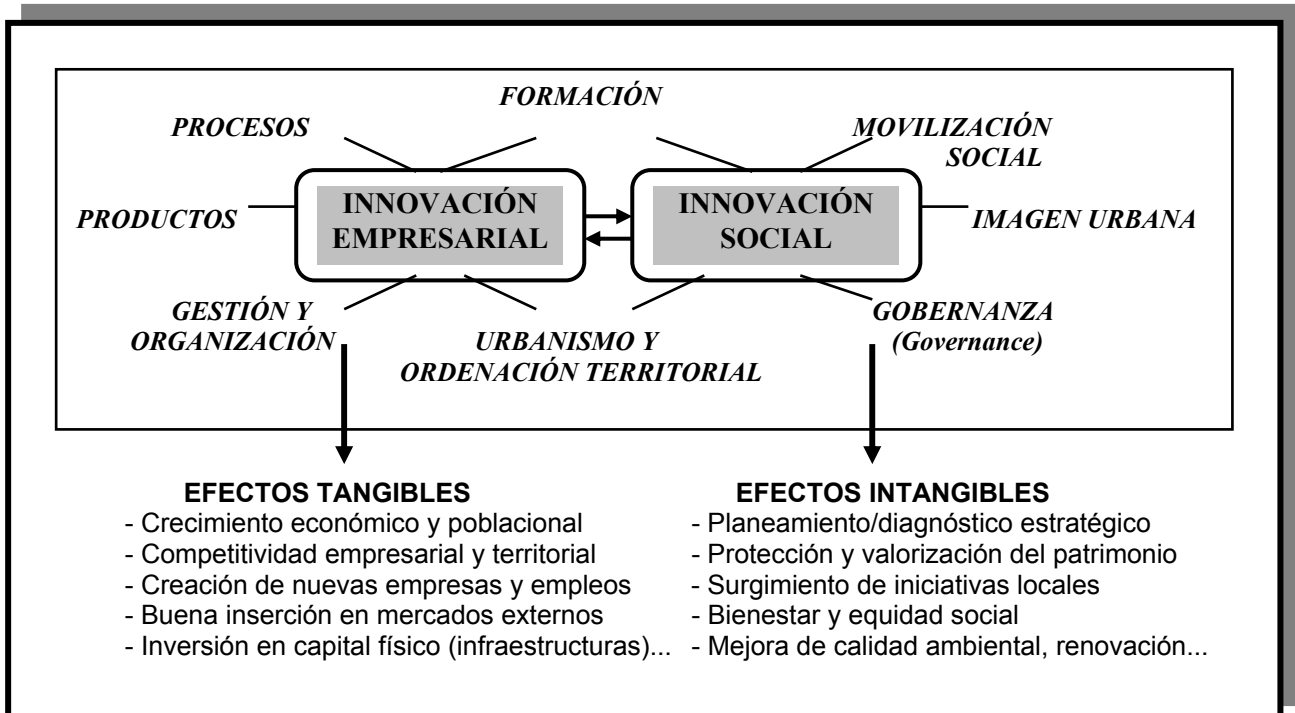 FORMACIÓN
PROCESOS
MOVILIZACIÓN
SOCIAL
INNOVACIÓN
EMPRESARIAL
INNOVACIÓN
SOCIAL
PRODUCTOS
IMAGEN URBANA
GESTIÓN Y
ORGANIZACIÓN
URBANISMO Y
ORDENACIÓN TERRITORIAL
GOBERNANZA
(Governance)
EFECTOS TANGIBLES
- Crecimiento económico y poblacional
- Competitividad empresarial y territorial
- Creación de nuevas empresas y empleos
- Buena inserción en mercados externos
- Inversión en capital físico (infraestructuras)...
EFECTOS INTANGIBLES
- Planeamiento/diagnóstico estratégico
- Protección y valorización del patrimonio
- Surgimiento de iniciativas locales
- Bienestar y equidad social
- Mejora de calidad ambiental, renovación...